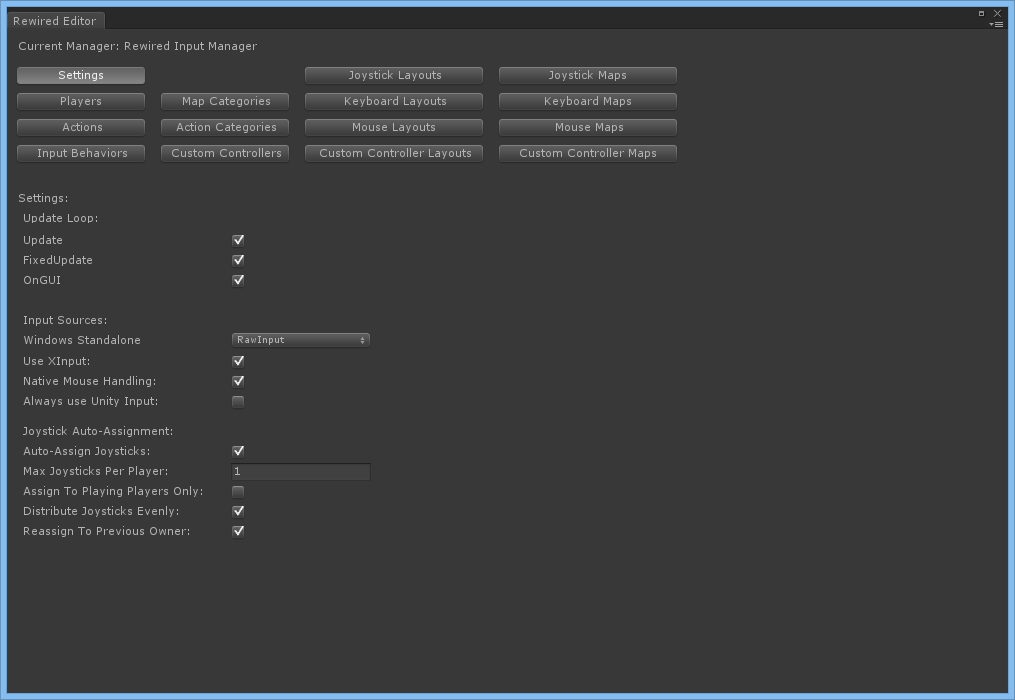 Rewired Editor
Current Manager: Rewired Input Manager
Settings Joystick Layouts Joystick Maps
Players Map Categories Keyboard Layouts Keyboard Maps
Actions Action Categories Mouse Layouts Mouse Maps
Input Behaviors Custom Controllers Custom Controller Layouts Custom Controller Maps
Settings:
Update Loop:
Update
FixedUpdate
OnGUI
Input Sources:
Windows Standalone RawInput
Use XInput:
Native Mouse Handling:
Always use Unity Input:
Joystick Auto-Assignment:
Auto-Assign Joysticks:
Max Joysticks Per Player: 1
Assign To Playing Players Only:
Distribute Joysticks Evenly:
Reassign To Previous Owner: